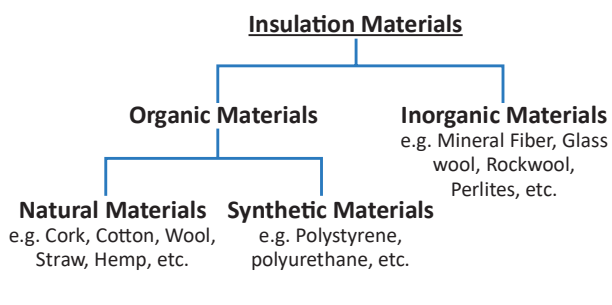 Insulation Materials
Organic Materials
Inorganic Materials
e.g. Mineral Fiber, Glass
wool, Rockwool,
Perlites, etc.
Natural Materials
e.g. Cork, Cotton, Wool,
Straw, Hemp, etc.
Synthetic Materials
e.g. Polystyrene,
polyurethane, etc.